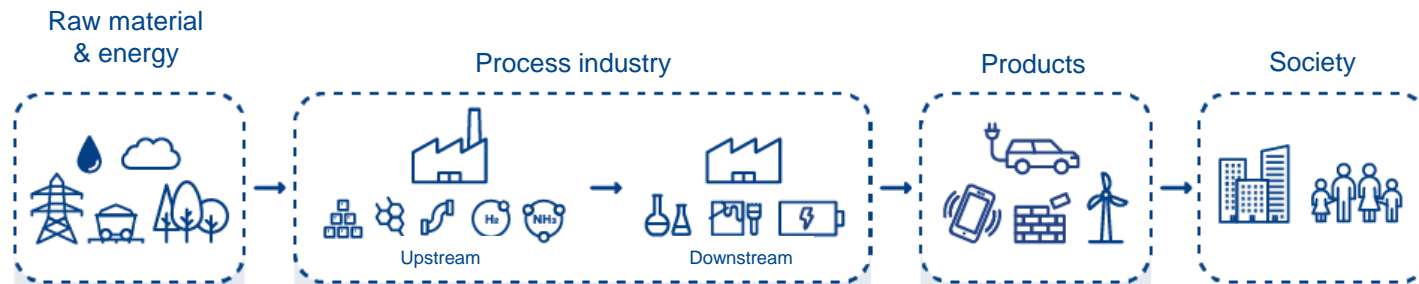 Raw material
& energy
Process industry
Products
Society
H₂
NH₃
Upstream
Downstream